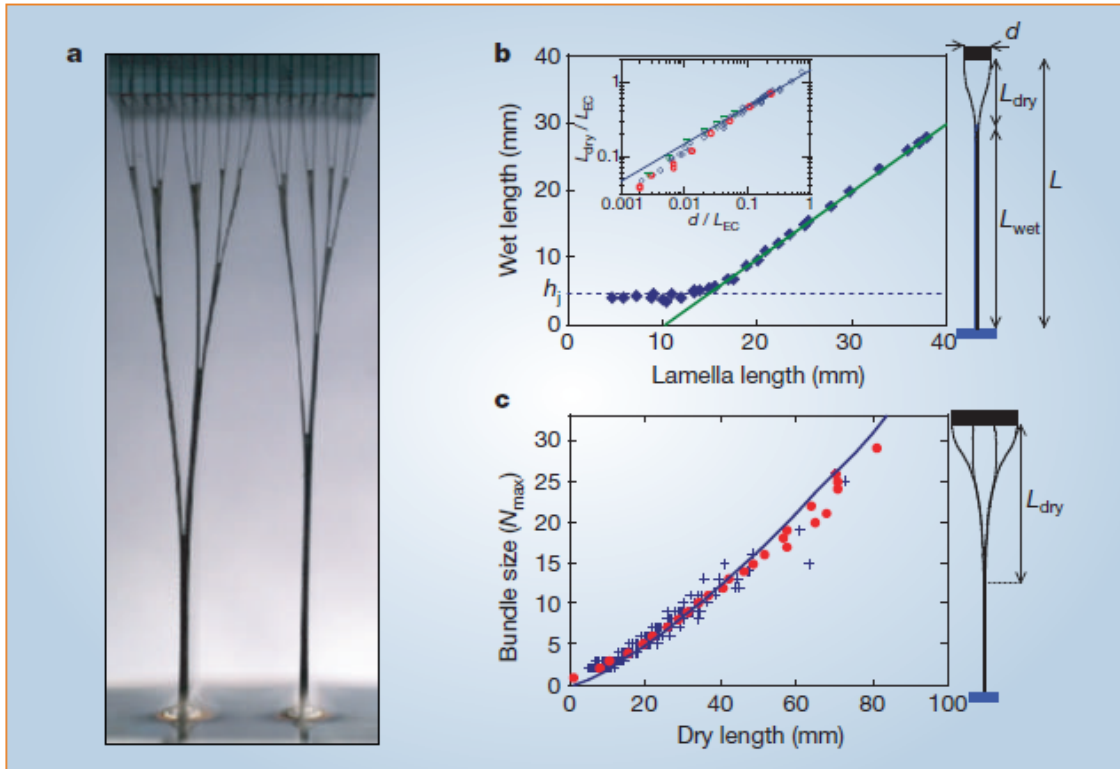 a
b
Wet length (mm)
40
30
20
10
h_j
0
0
10
20
30
40
Lamella length (mm)
L_dry / L_EC
1
0.1
0.001
0.01
0.1
1
d / L_EC
d
L_dry
L
L_wet
c
Bundle size (N_max)
30
25
20
15
10
5
0
0
20
40
60
80
100
Dry length (mm)
L_dry